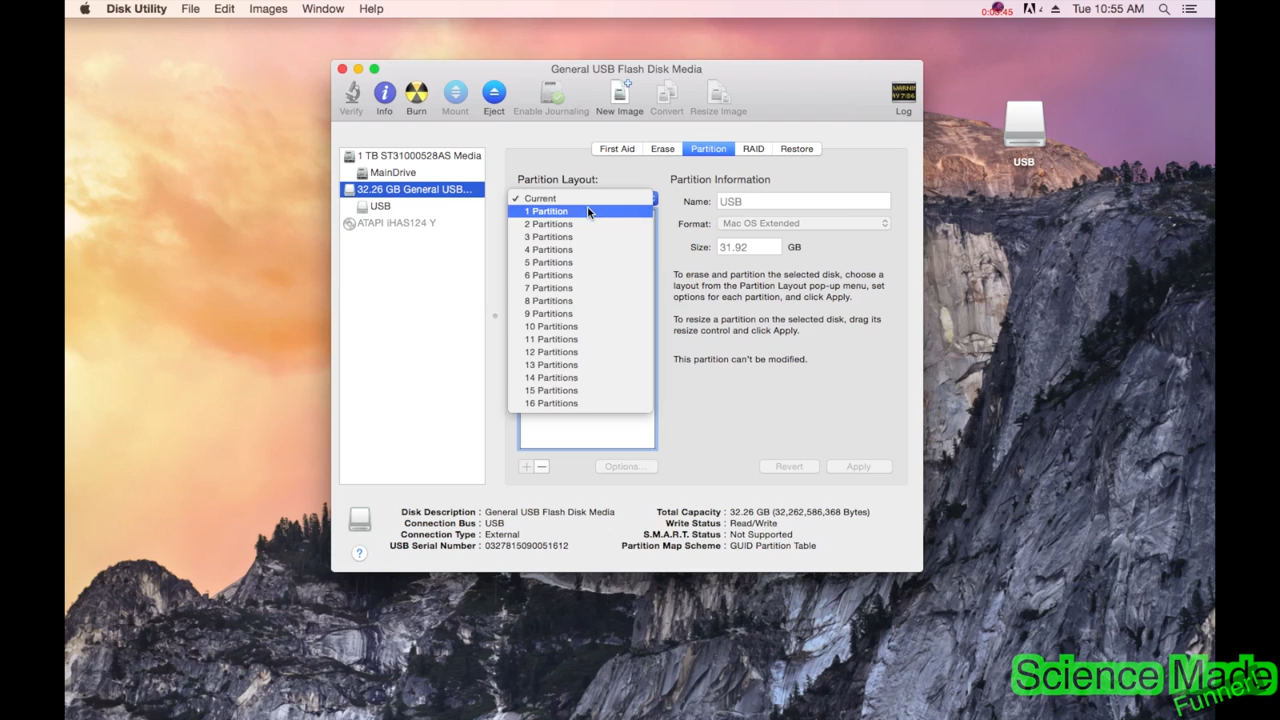 Disk Utility File Edit Images Window Help
4 Tue 10:55 AM
General USB Flash Disk Media
Verify Info Burn Mount Eject Enable Journaling New Image Convert Resize Image Log
First Aid Erase Partition RAID Restore
1 TB ST31000528AS Media
MainDrive
32.26 GB General USB...
USB
ATAPI iHAS124 Y
Partition Layout:
✓ Current
1 Partition
2 Partitions
3 Partitions
4 Partitions
5 Partitions
6 Partitions
7 Partitions
8 Partitions
9 Partitions
10 Partitions
11 Partitions
12 Partitions
13 Partitions
14 Partitions
15 Partitions
16 Partitions
+ −
Options...
Partition Information
Name: USB
Format: Mac OS Extended
Size: 31.92 GB
To erase and partition the selected disk, choose a
layout from the Partition Layout pop-up menu, set
options for each partition, and click Apply.
To resize a partition on the selected disk, drag its
resize control and click Apply.
This partition can't be modified.
Revert Apply
Disk Description : General USB Flash Disk Media
Connection Bus : USB
Connection Type : External
USB Serial Number : 0327815090051612
Total Capacity : 32.26 GB (32,262,586,368 Bytes)
Write Status : Read/Write
S.M.A.R.T. Status : Not Supported
Partition Map Scheme : GUID Partition Table
?
USB
Science Made
Funner!